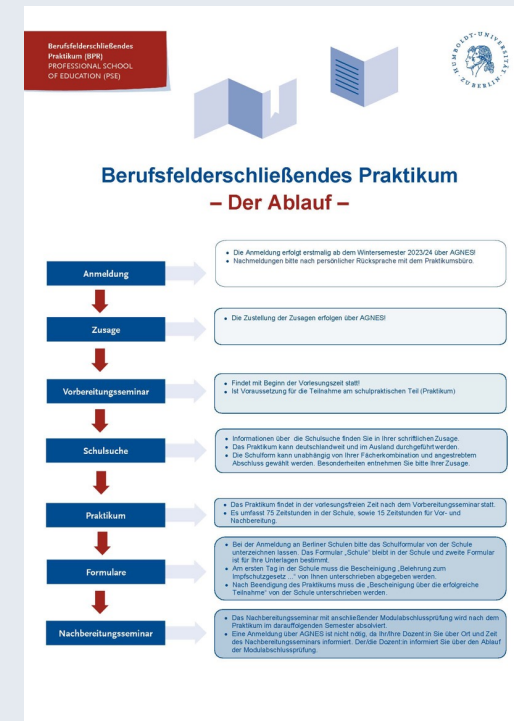 Berufsfelderschließendes
Praktikum (BPR)
PROFESSIONAL SCHOOL
OF EDUCATION (PSE)
HUMBOLDT-UNIVERSITÄT
ZU BERLIN
Berufsfelderschließendes Praktikum
– Der Ablauf –
Anmeldung
• Die Anmeldung erfolgt erstmalig ab dem Wintersemester 2023/24 über AGNES!
• Nachmeldungen bitte nach persönlicher Rücksprache mit dem Praktikumsbüro.
Zusage
• Die Zustellung der Zusagen erfolgen über AGNES!
Vorbereitungsseminar
• Findet mit Beginn der Vorlesungszeit statt!
• Ist Voraussetzung für die Teilnahme am schulpraktischen Teil (Praktikum)
Schulsuche
• Informationen über die Schulsuche finden Sie in Ihrer schriftlichen Zusage.
• Das Praktikum kann deutschlandweit und im Ausland durchgeführt werden.
• Die Schulform kann unabhängig von Ihrer Fächerkombination und angestrebtem
Abschluss gewählt werden. Besonderheiten entnehmen Sie bitte Ihrer Zusage.
Praktikum
• Das Praktikum findet in der vorlesungsfreien Zeit nach dem Vorbereitungsseminar statt.
• Es umfasst 75 Zeitstunden in der Schule, sowie 15 Zeitstunden für Vor- und
Nachbereitung.
Formulare
• Bei der Anmeldung an Berliner Schulen bitte das Schulformular von der Schule
unterzeichnen lassen. Das Formular „Schule“ bleibt in der Schule und zweite Formular
ist für Ihre Unterlagen bestimmt.
• Am ersten Tag in der Schule muss die Bescheinigung „Belehrung zum
Impfschutzgesetz ...“ von Ihnen unterschrieben abgegeben werden.
• Nach Beendigung des Praktikums muss die „Bescheinigung über die erfolgreiche
Teilnahme“ von der Schule unterschrieben werden.
Nachbereitungsseminar
• Das Nachbereitungsseminar mit anschließender Modulabschlussprüfung wird nach dem
Praktikum im darauffolgenden Semester absolviert.
• Eine Anmeldung über AGNES ist nicht nötig, da Ihr/Ihre Dozent:in Sie über Ort und Zeit
des Nachbereitungsseminars informiert. Der/die Dozent:in informiert Sie über den Ablauf
der Modulabschlussprüfung.